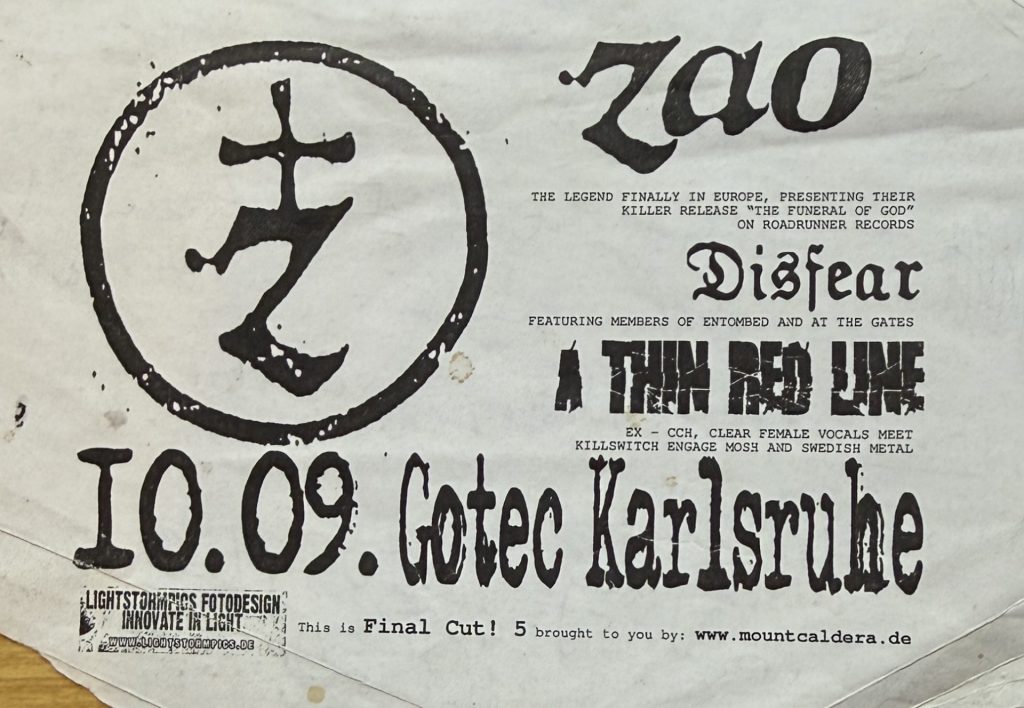 zao
THE LEGEND FINALLY IN EUROPE, PRESENTING THEIR
KILLER RELEASE “THE FUNERAL OF GOD”
ON ROADRUNNER RECORDS
Disfear
FEATURING MEMBERS OF ENTOMBED AND AT THE GATES
A THIN RED LINE
EX – CCH, CLEAR FEMALE VOCALS MEET
KILLSWITCH ENGAGE MOSH AND SWEDISH METAL
10.09. Gotec Karlsruhe
LIGHTSTORMPICS FOTODESIGN
INNOVATE IN LIGHT
WWW.LIGHTSTORMPICS.DE
This is Final Cut! 5 brought to you by: www.mountcaldera.de